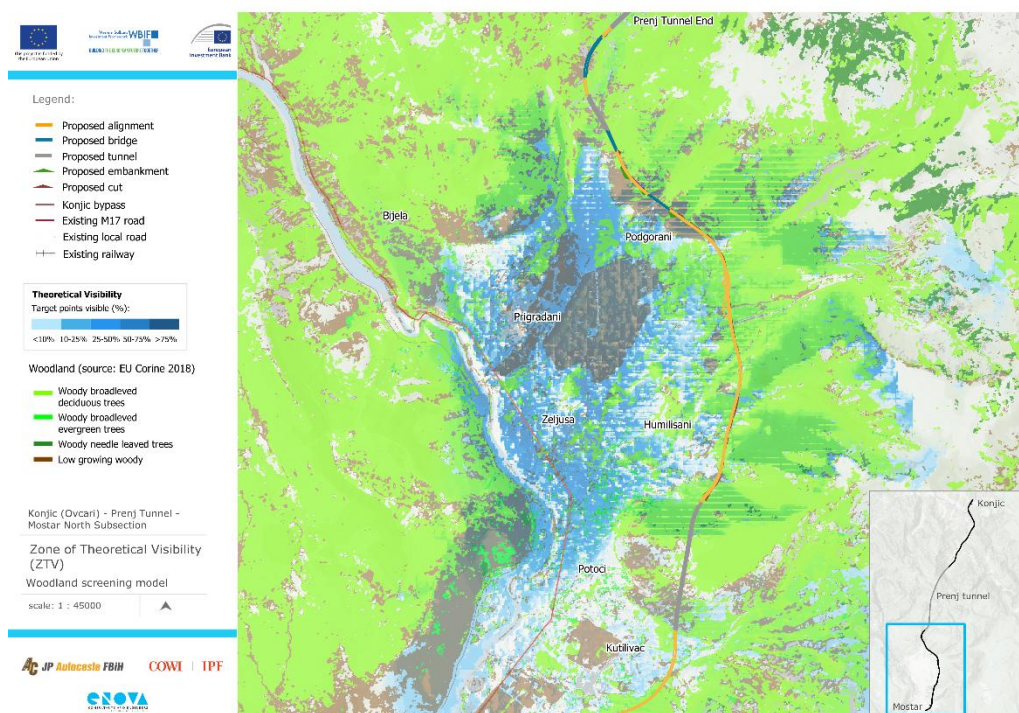 WBIF
European
Investment Bank
Legend:
Proposed alignment
Proposed bridge
Proposed tunnel
Proposed embankment
Proposed cut
Konjic bypass
Existing M17 road
Existing local road
Existing railway
Theoretical Visibility
Target points visible (%):
<10% 10-25% 25-50% 50-75% >75%
Woodland (source: EU Corine 2018)
Woody broadleved
deciduous trees
Woody broadleved
evergreen trees
Woody needle leaved trees
Low growing woody
Konjic (Ovcari) - Prenj Tunnel -
Mostar North Subsection
Zone of Theoretical Visibility
(ZTV)
Woodland screening model
scale: 1 : 45000
JP Autoceste FBiH
COWI | IPF
ENOVA
Prenj Tunnel End
Bijela
Podgorani
Prigradani
Zeljusa
Humilisani
Potoci
Kutilivac
Konjic
Prenj tunnel
Mostar